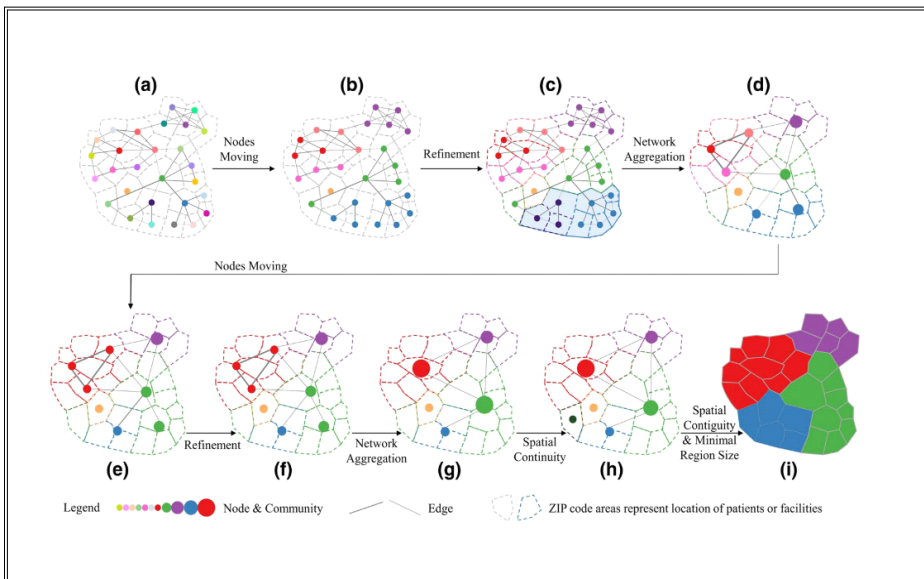 (a)
(b)
(c)
(d)
Nodes
Moving
Refinement
Network
Aggregation
Nodes Moving
Refinement
Network
Aggregation
Spatial
Continuity
Spatial
Contiguity
& Minimal
Region Size
(e)
(f)
(g)
(h)
(i)
Legend
Node & Community
Edge
ZIP code areas represent location of patients or facilities